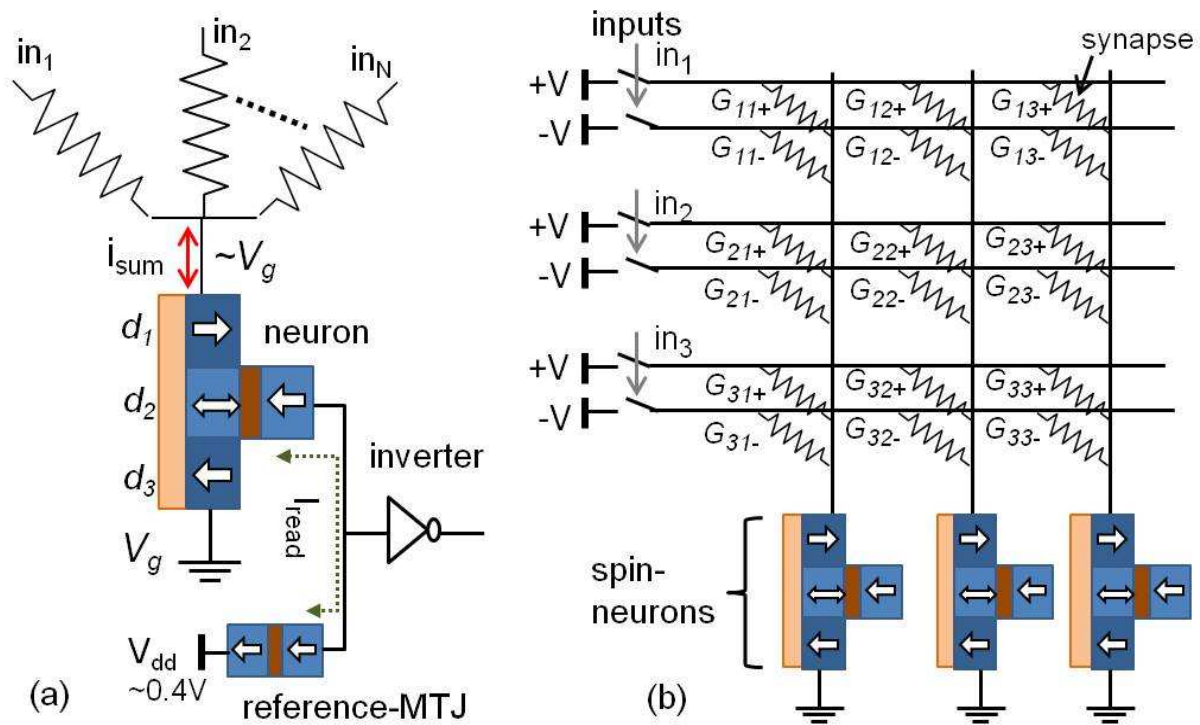 in1
in2
inN
isum
~Vg
d1
neuron
d2
d3
inverter
Iread
Vg
Vdd
~0.4V
reference-MTJ
(a)
inputs
synapse
in1
+V
G11+
G12+
G13+
-V
G11-
G12-
G13-
in2
+V
G21+
G22+
G23+
-V
G21-
G22-
G23-
in3
+V
G31+
G32+
G33+
-V
G31-
G32-
G33-
spin-
neurons
(b)